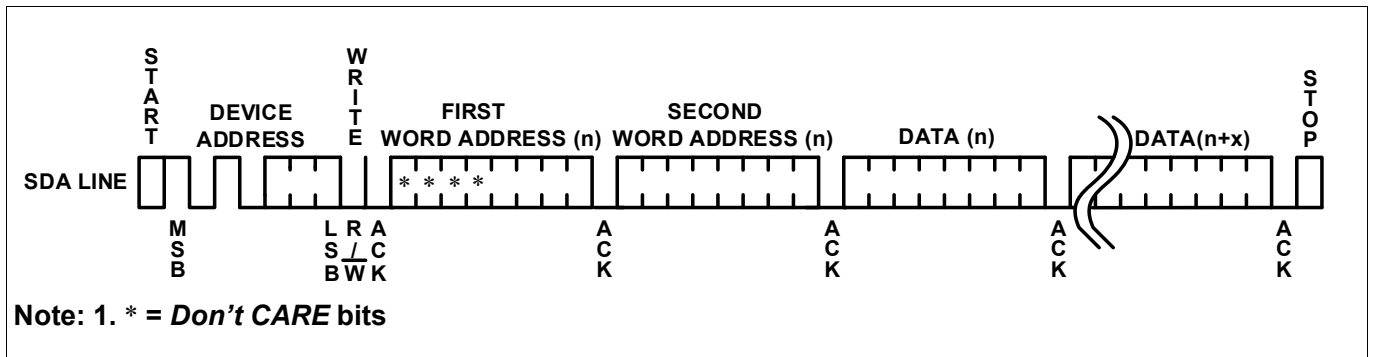 START
WRITE
STOP
DEVICE
ADDRESS
FIRST
WORD ADDRESS (n)
SECOND
WORD ADDRESS (n)
DATA (n)
DATA(n+x)
SDA LINE
* * * *
MSB
LSB
R/W
ACK
ACK
ACK
ACK
ACK
Note: 1. * = Don't CARE bits